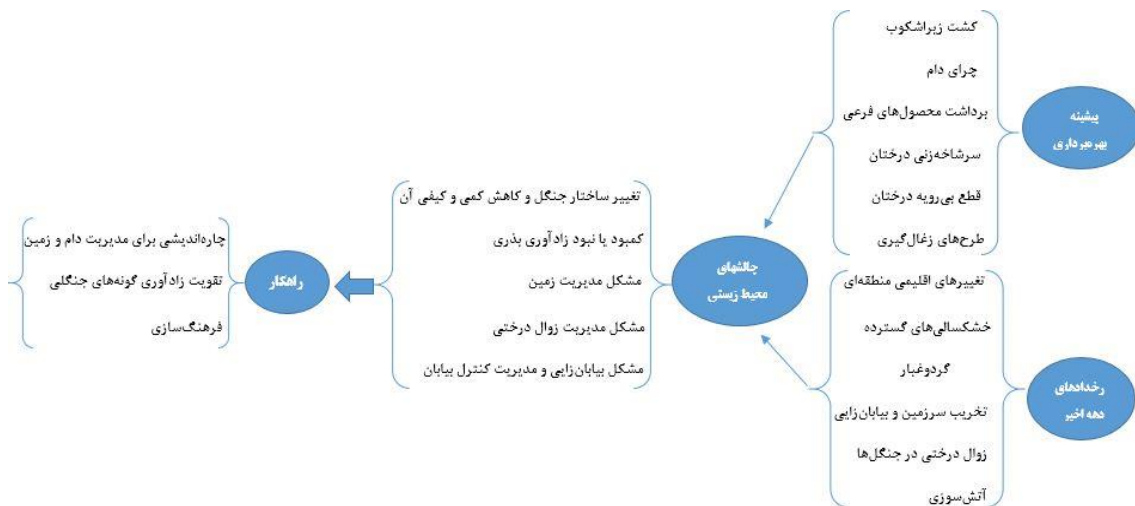 پیشینه
بهره‌برداری
کشت زیراشکوب
چرای دام
برداشت محصول‌های فرعی
سرشاخه‌زنی درختان
قطع بی‌رویه درختان
طرح‌های زغال‌گیری
رخدادهای
دهه اخیر
تغییرهای اقلیمی منطقه‌ای
خشکسالی‌های گسترده
گردوغبار
تخریب سرزمین و بیابان‌زایی
زوال درختی در جنگل‌ها
آتش‌سوزی
چالشهای
محیط زیستی
تغییر ساختار جنگل و کاهش کمی و کیفی آن
کمبود یا نبود زادآوری بذری
مشکل مدیریت زمین
مشکل مدیریت زوال درختی
مشکل بیابان‌زایی و مدیریت کنترل بیابان
راهکار
چاره‌اندیشی برای مدیریت دام و زمین
تقویت زادآوری گونه‌های جنگلی
فرهنگ‌سازی